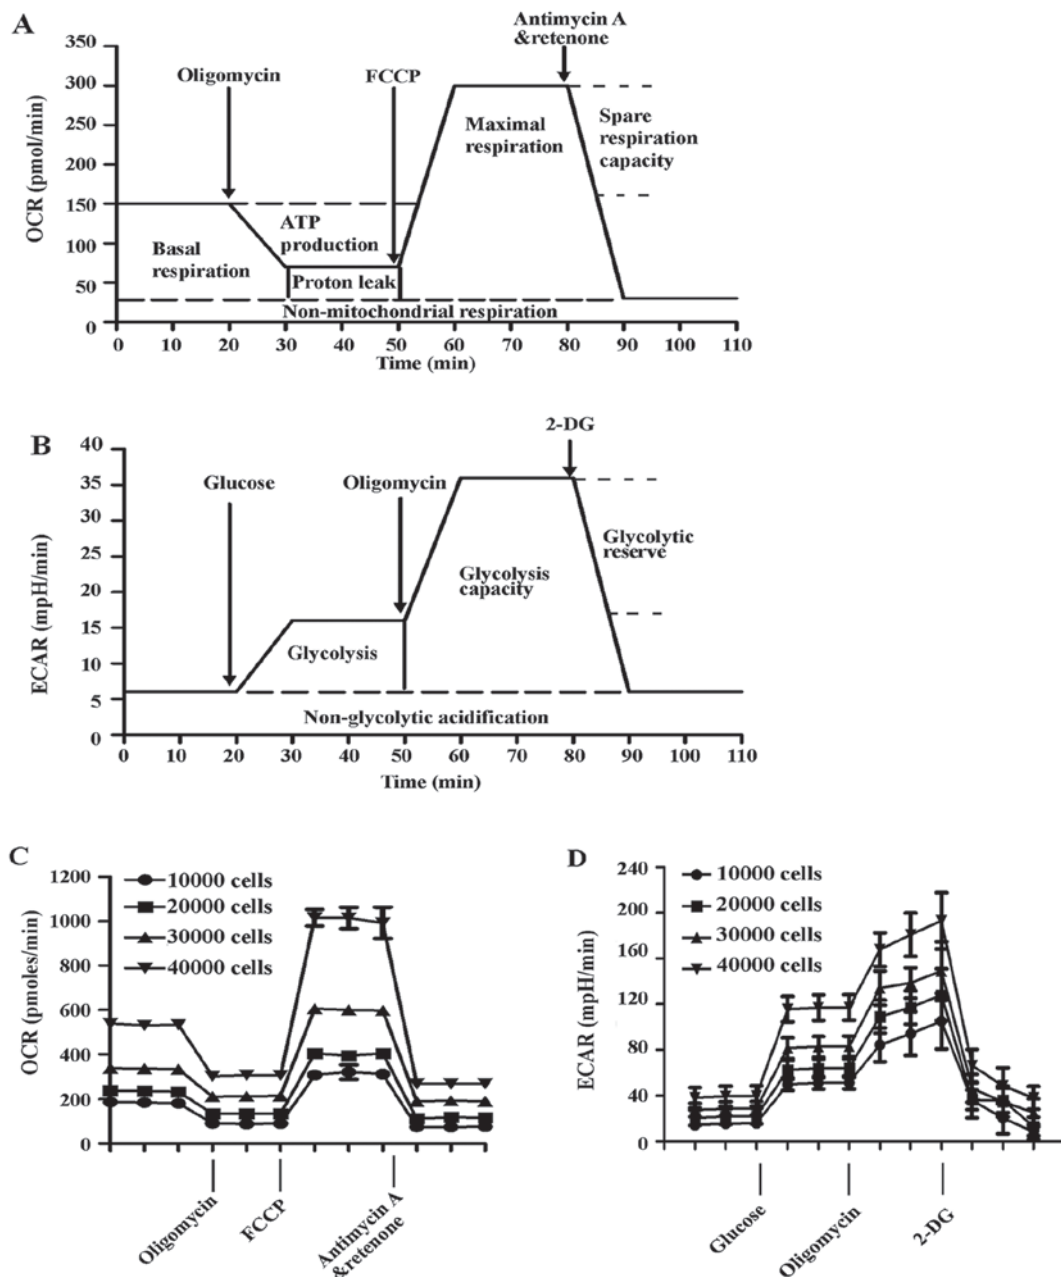 A
Antimycin A
&retenone
Oligomycin
FCCP
350
300
250
200
150
100
50
0
OCR (pmol/min)
Maximal
respiration
Spare
respiration
capacity
ATP
production
Basal
respiration
Proton leak
Non-mitochondrial respiration
0 10 20 30 40 50 60 70 80 90 100 110
Time (min)
B
2-DG
Glucose
Oligomycin
40
35
30
25
20
15
10
5
0
ECAR (mpH/min)
Glycolytic
reserve
Glycolysis
capacity
Glycolysis
Non-glycolytic acidification
0 10 20 30 40 50 60 70 80 90 100 110
Time (min)
C
10000 cells
20000 cells
30000 cells
40000 cells
1200
1000
800
600
400
200
0
OCR (pmoles/min)
Oligomycin
FCCP
Antimycin A
&retenone
D
10000 cells
20000 cells
30000 cells
40000 cells
240
200
160
120
80
40
0
ECAR (mpH/min)
Glucose
Oligomycin
2-DG